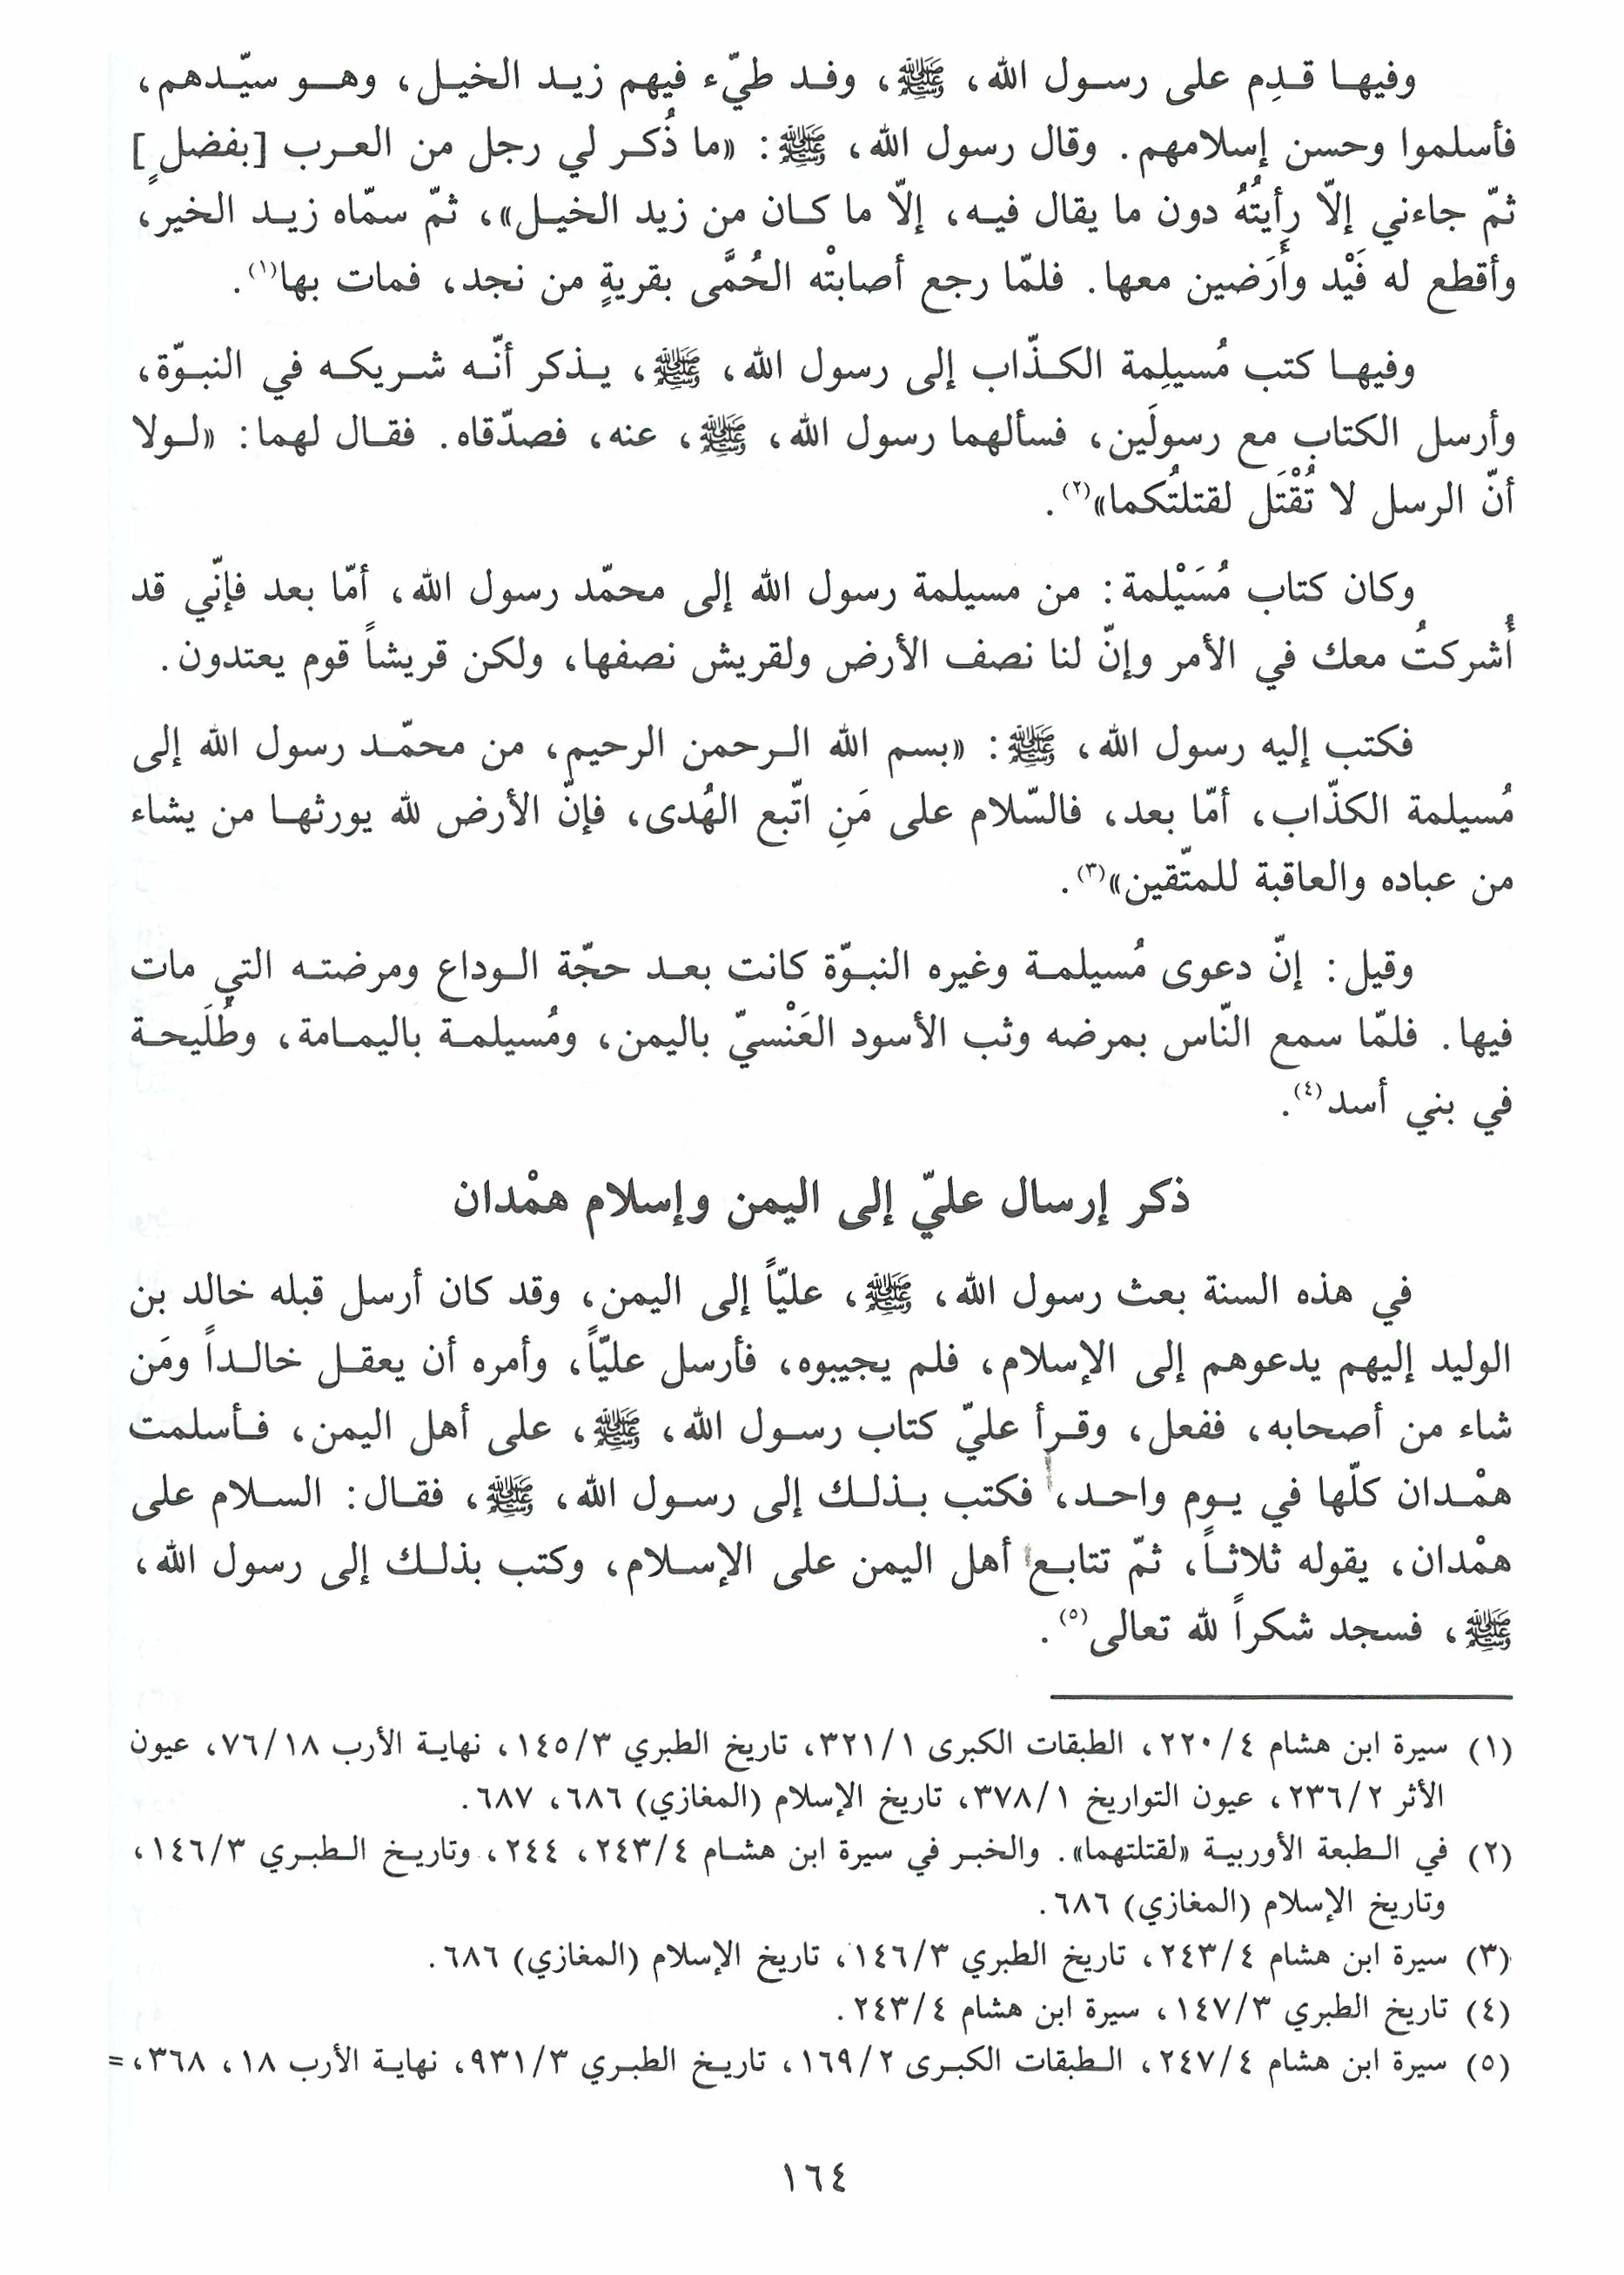 وفيها قدِم على رسول الله، ﷺ، وفد طيّء فيهم زيد الخيل، وهو سيّدهم،
فأسلموا وحسن إسلامهم. وقال رسول الله، ﷺ: «ما ذُكر لي رجل من العرب [بفضلٍ]
ثمّ جاءني إلاّ رأيتُهُ دون ما يقال فيه، إلاّ ما كان من زيد الخيل»، ثمّ سمّاه زيد الخير،
وأقطع له فَيْد وأَرَضين معها. فلمّا رجع أصابتْه الحُمَّى بقريةٍ من نجد، فمات بها(١).
وفيها كتب مُسيلِمة الكذّاب إلى رسول الله، ﷺ، يذكر أنّه شريكه في النبوّة،
وأرسل الكتاب مع رسولَين، فسألهما رسول الله، ﷺ، عنه، فصدّقاه. فقال لهما: «لولا
أنّ الرسل لا تُقْتَل لقتلتُكما»(٢).
وكان كتاب مُسَيْلمة: من مسيلمة رسول الله إلى محمّد رسول الله، أمّا بعد فإنّي قد
أُشركتُ معك في الأمر وإنّ لنا نصف الأرض ولقريش نصفها، ولكن قريشاً قوم يعتدون.
فكتب إليه رسول الله، ﷺ: «بسم الله الرحمن الرحيم، من محمّد رسول الله إلى
مُسيلمة الكذّاب، أمّا بعد، فالسّلام على مَنِ اتّبع الهُدى، فإنّ الأرض لله يورثها من يشاء
من عباده والعاقبة للمتّقين»(٣).
وقيل: إنّ دعوى مُسيلمة وغيره النبوّة كانت بعد حجّة الوداع ومرضته التي مات
فيها. فلمّا سمع النّاس بمرضه وثب الأسود العَنْسيّ باليمن، ومُسيلمة باليمامة، وطُلَيحة
في بني أسد(٤).
ذكر إرسال عليّ إلى اليمن وإسلام همْدان
في هذه السنة بعث رسول الله، ﷺ، عليّاً إلى اليمن، وقد كان أرسل قبله خالد بن
الوليد إليهم يدعوهم إلى الإسلام، فلم يجيبوه، فأرسل عليّاً، وأمره أن يعقل خالداً ومَن
شاء من أصحابه، ففعل، وقرأ عليّ كتاب رسول الله، ﷺ، على أهل اليمن، فأسلمت
همْدان كلّها في يوم واحد، فكتب بذلك إلى رسول الله، ﷺ، فقال: السلام على
همْدان، يقوله ثلاثاً، ثمّ تتابع أهل اليمن على الإسلام، وكتب بذلك إلى رسول الله،
ﷺ، فسجد شكراً لله تعالى(٥).
(١) سيرة ابن هشام ٢٢٠/٤، الطبقات الكبرى ٣٢١/١، تاريخ الطبري ١٤٥/٣، نهاية الأرب ٧٦/١٨، عيون
الأثر ٢٣٦/٢، عيون التواريخ ٣٧٨/١، تاريخ الإسلام (المغازي) ٦٨٦، ٦٨٧.
(٢) في الطبعة الأوربية «لقتلتهما». والخبر في سيرة ابن هشام ٢٤٣/٤، ٢٤٤، وتاريخ الطبري ١٤٦/٣،
وتاريخ الإسلام (المغازي) ٦٨٦.
(٣) سيرة ابن هشام ٢٤٣/٤، تاريخ الطبري ١٤٦/٣، تاريخ الإسلام (المغازي) ٦٨٦.
(٤) تاريخ الطبري ١٤٧/٣، سيرة ابن هشام ٢٤٣/٤.
(٥) سيرة ابن هشام ٢٤٧/٤، الطبقات الكبرى ١٦٩/٢، تاريخ الطبري ٩٣١/٣، نهاية الأرب ١٨، ٣٦٨، =
١٦٤